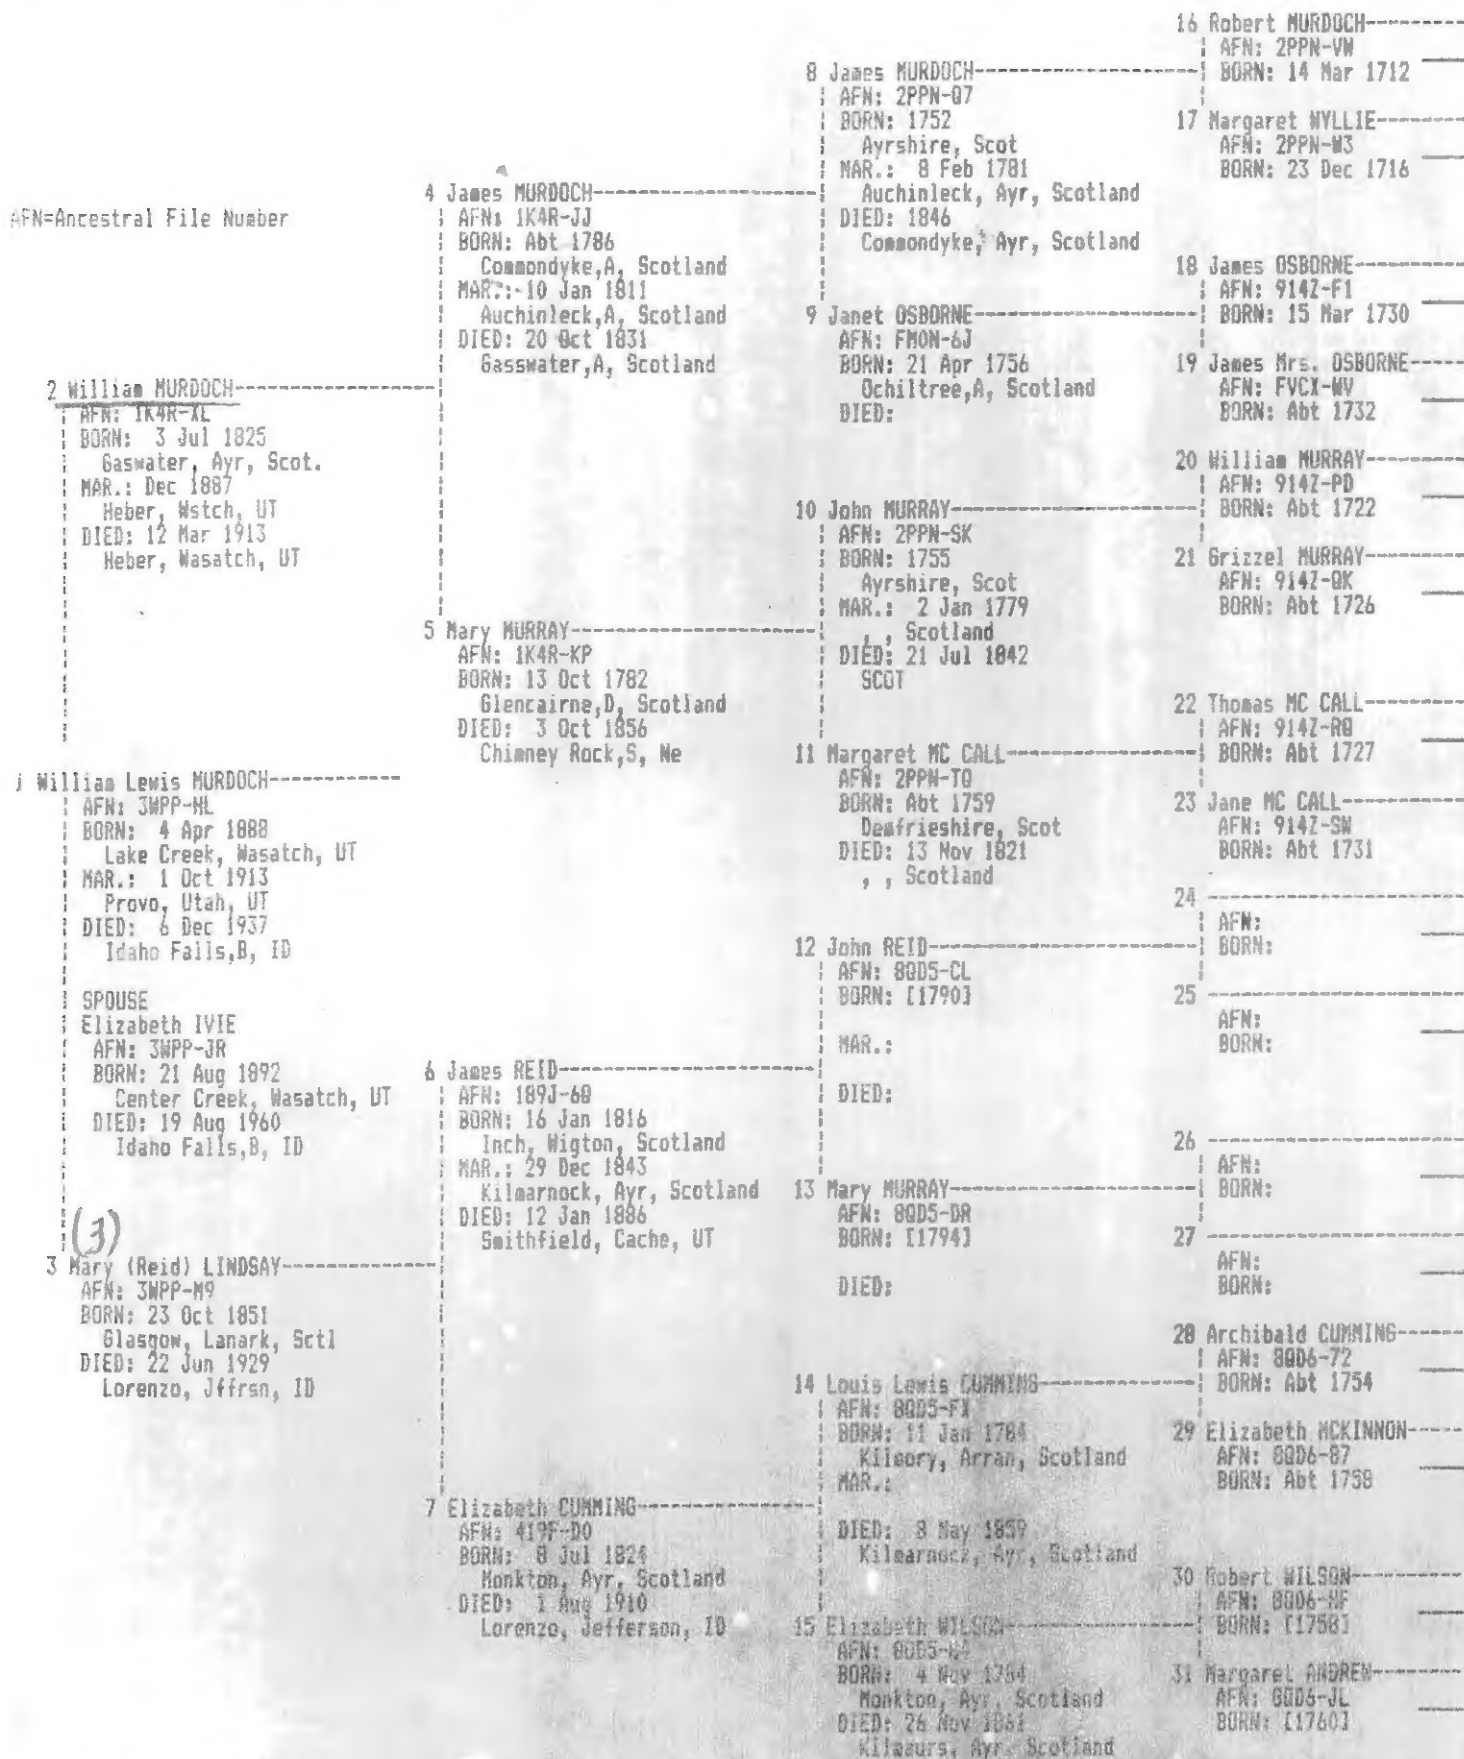 AFN=Ancestral File Number
2 William MURDOCH
AFN: 1K4R-XL
BORN: 3 Jul 1825
Gaswater, Ayr, Scot.
MAR.: Dec 1887
Heber, Wstch, UT
DIED: 12 Mar 1913
Heber, Wasatch, UT
1 William Lewis MURDOCH
AFN: 3WPP-NL
BORN: 4 Apr 1888
Lake Creek, Wasatch, UT
MAR.: 1 Oct 1913
Provo, Utah, UT
DIED: 6 Dec 1937
Idaho Falls,B, ID
SPOUSE
Elizabeth IVIE
AFN: 3WPP-JR
BORN: 21 Aug 1892
Center Creek, Wasatch, UT
DIED: 19 Aug 1960
Idaho Falls,B, ID
(3)
3 Mary (Reid) LINDSAY
AFN: 3WPP-M9
BORN: 23 Oct 1851
Glasgow, Lanark, Sctl
DIED: 22 Jun 1929
Lorenzo, Jffrsn, ID
4 James MURDOCH
AFN: 1K4R-JJ
BORN: Abt 1786
Commondyke,A, Scotland
MAR.: 10 Jan 1811
Auchinleck,A, Scotland
DIED: 20 Oct 1831
Gasswater,A, Scotland
5 Mary MURRAY
AFN: 1K4R-KP
BORN: 13 Oct 1782
Glencairne,D, Scotland
DIED: 3 Oct 1856
Chimney Rock,S, Ne
6 James REID
AFN: 189J-6Q
BORN: 16 Jan 1816
Inch, Wigton, Scotland
MAR.: 29 Dec 1843
Kilmarnock, Ayr, Scotland
DIED: 12 Jan 1886
Smithfield, Cache, UT
7 Elizabeth CUMMING
AFN: 419F-DO
BORN: 8 Jul 1824
Monkton, Ayr, Scotland
DIED: 1 Aug 1910
Lorenzo, Jefferson, ID
8 James MURDOCH
AFN: 2PPN-Q7
BORN: 1752
Ayrshire, Scot
MAR.: 8 Feb 1781
Auchinleck, Ayr, Scotland
DIED: 1846
Commondyke, Ayr, Scotland
9 Janet OSBORNE
AFN: FMON-6J
BORN: 21 Apr 1756
Ochiltree,A, Scotland
DIED:
10 John MURRAY
AFN: 2PPN-SK
BORN: 1755
Ayrshire, Scot
MAR.: 2 Jan 1779
, , Scotland
DIED: 21 Jul 1842
SCOT
11 Margaret MC CALL
AFN: 2PPN-TQ
BORN: Abt 1759
Demfrieshire, Scot
DIED: 13 Nov 1821
, , Scotland
12 John REID
AFN: 8QD5-CL
BORN: [1790]
MAR.:
DIED:
13 Mary MURRAY
AFN: 8QD5-DR
BORN: [1794]
DIED:
14 Louis Lewis CUMMING
AFN: 8QD5-FX
BORN: 11 Jan 1784
Kilmory, Arran, Scotland
MAR.:
DIED: 8 May 1859
Kilmarnock, Ayr, Scotland
15 Elizabeth WILSON
AFN:
BORN: 4 Nov 1784
Monkton, Ayr, Scotland
DIED: 26 Nov 1861
Kilmaurs, Ayr, Scotland
16 Robert MURDOCH
AFN: 2PPN-VW
BORN: 14 Mar 1712
17 Margaret WYLLIE
AFN: 2PPN-W3
BORN: 23 Dec 1716
18 James OSBORNE
AFN: 914Z-F1
BORN: 15 Mar 1730
19 James Mrs. OSBORNE
AFN: FVCX-WV
BORN: Abt 1732
20 William MURRAY
AFN: 914Z-PD
BORN: Abt 1722
21 Grizzel MURRAY
AFN: 914Z-QK
BORN: Abt 1726
22 Thomas MC CALL
AFN: 914Z-RQ
BORN: Abt 1727
23 Jane MC CALL
AFN: 914Z-SW
BORN: Abt 1731
24
AFN:
BORN:
25
AFN:
BORN:
26
AFN:
BORN:
27
AFN:
BORN:
28 Archibald CUMMING
AFN: 8QD6-72
BORN: Abt 1754
29 Elizabeth MCKINNON
AFN: 8QD6-87
BORN: Abt 1758
30 Robert WILSON
AFN: 8QD6-HF
BORN: [1758]
31 Margaret ANDREW
AFN: 8QD6-JL
BORN: [1760]